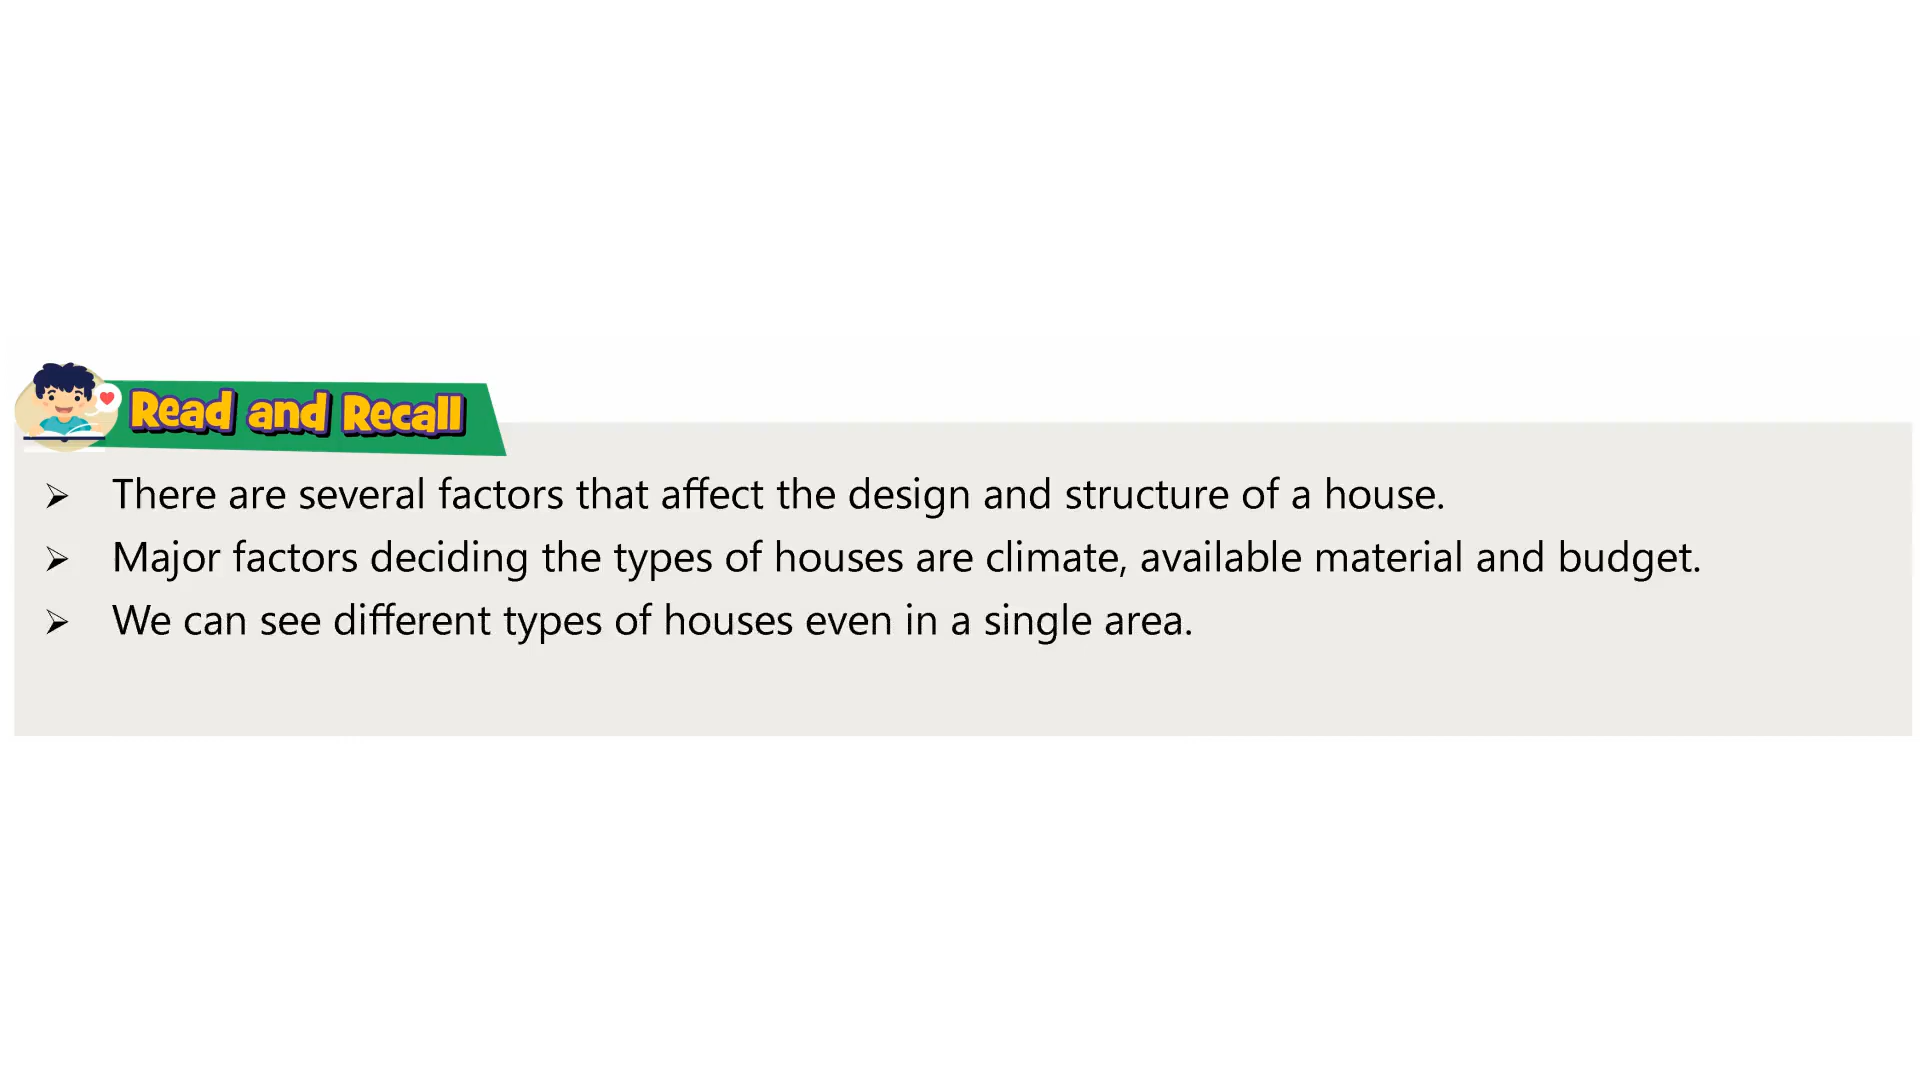 Read and Recall
➢ There are several factors that affect the design and structure of a house.
➢ Major factors deciding the types of houses are climate, available material and budget.
➢ We can see different types of houses even in a single area.